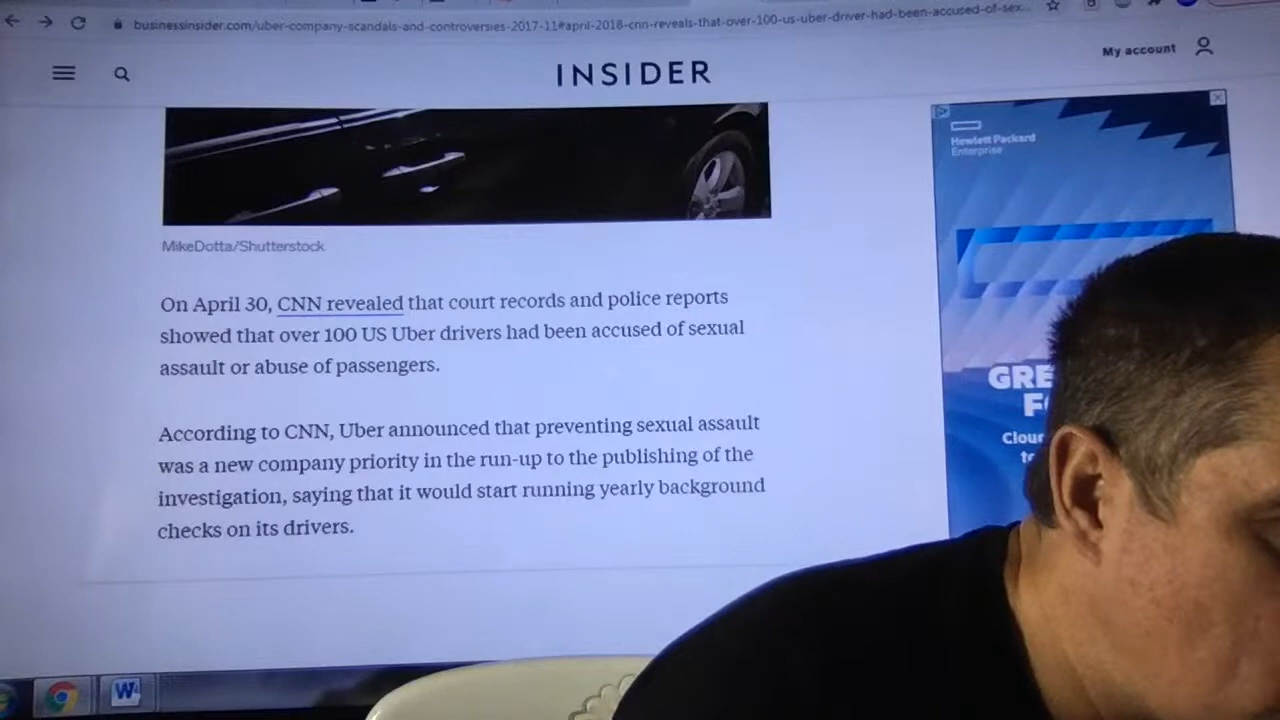 businessinsider.com/uber-company-scandals-and-controversies-2017-11#april-2018-cnn-reveals-that-over-100-us-uber-driver-had-been-accused-of-sex...
INSIDER
My account
Hewlett Packard
Enterprise
MikeDotta/Shutterstock
On April 30, CNN revealed that court records and police reports
showed that over 100 US Uber drivers had been accused of sexual
assault or abuse of passengers.
According to CNN, Uber announced that preventing sexual assault
was a new company priority in the run-up to the publishing of the
investigation, saying that it would start running yearly background
checks on its drivers.
GRE
W